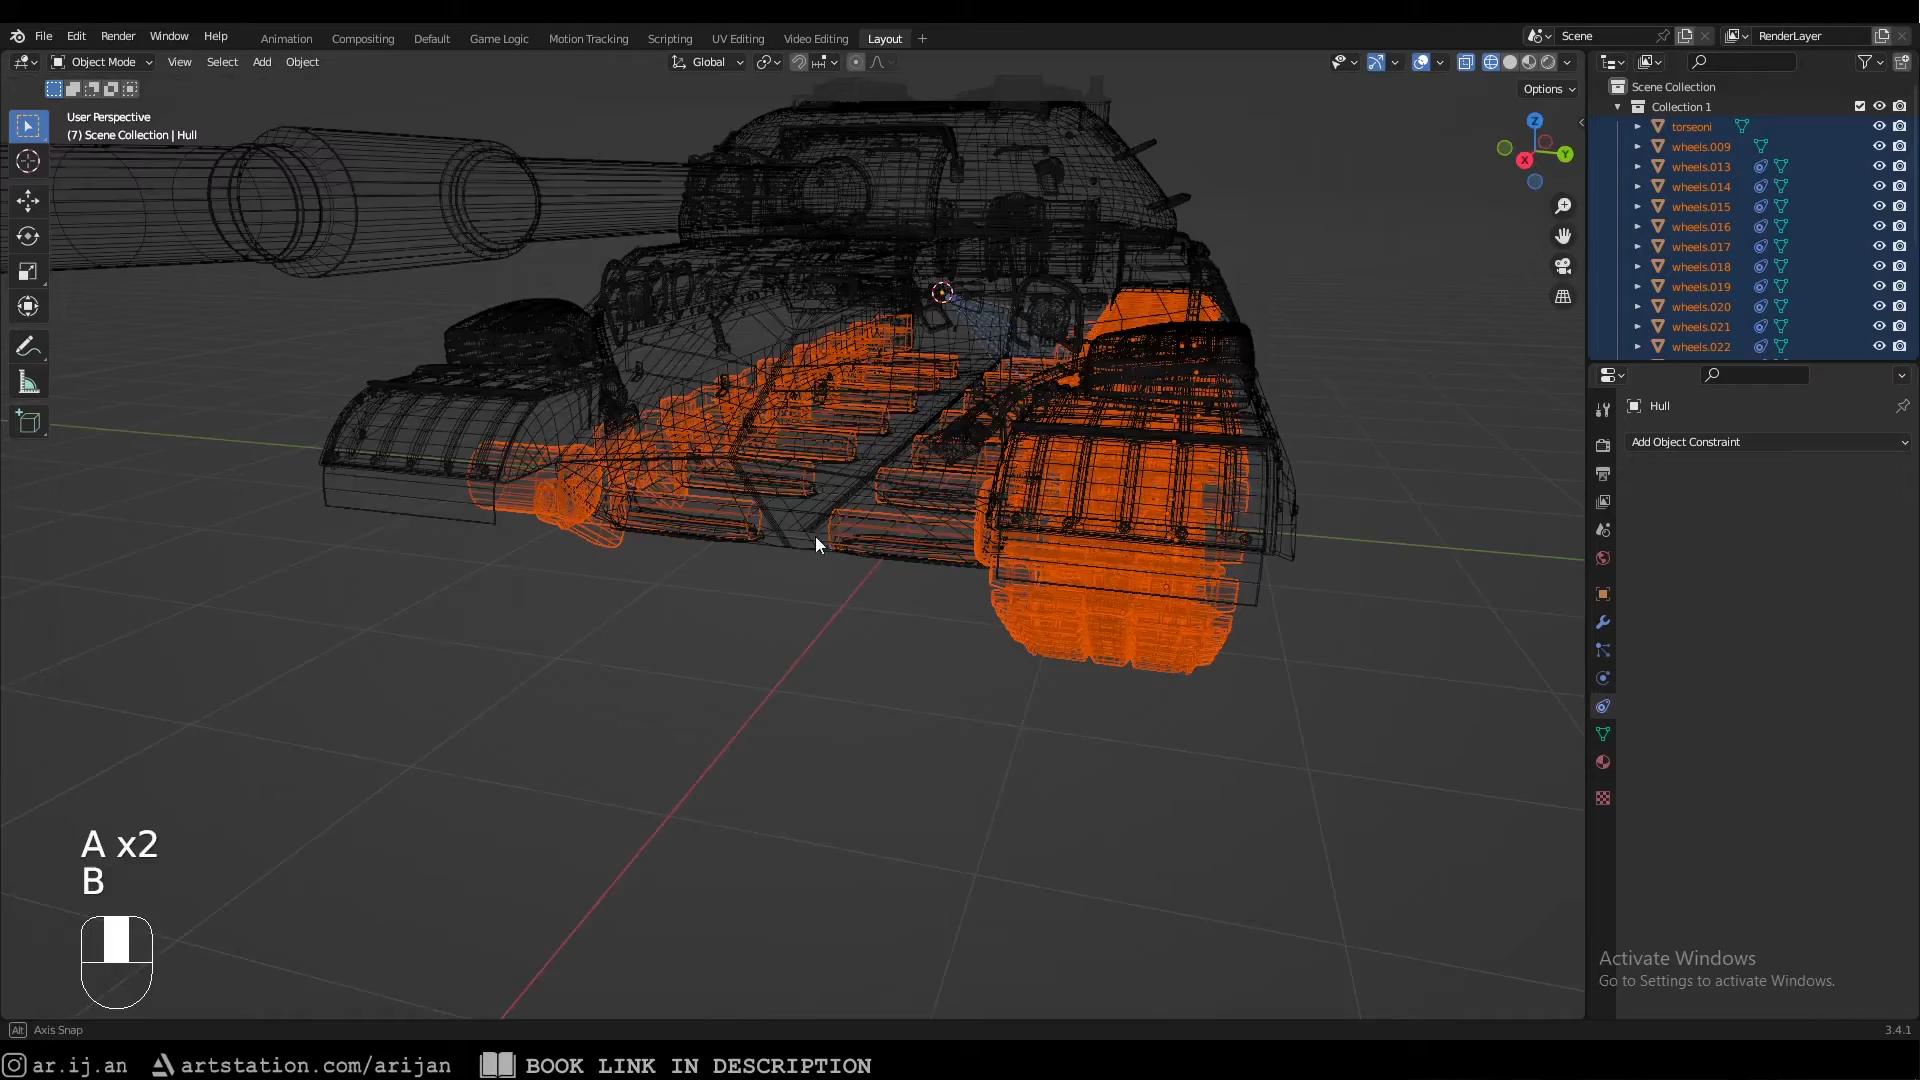 File Edit Render Window Help
Animation Compositing Default Game Logic Motion Tracking Scripting UV Editing Video Editing Layout +
Scene
RenderLayer
Object Mode View Select Add Object
Global
Options
User Perspective
(7) Scene Collection | Hull
Z
Y
X
Scene Collection
Collection 1
torseoni
wheels.009
wheels.013
wheels.014
wheels.015
wheels.016
wheels.017
wheels.018
wheels.019
wheels.020
wheels.021
wheels.022
Hull
Add Object Constraint
A x2
B
Activate Windows
Go to Settings to activate Windows.
Alt Axis Snap
3.4.1
ar.ij.an artstation.com/arijan BOOK LINK IN DESCRIPTION